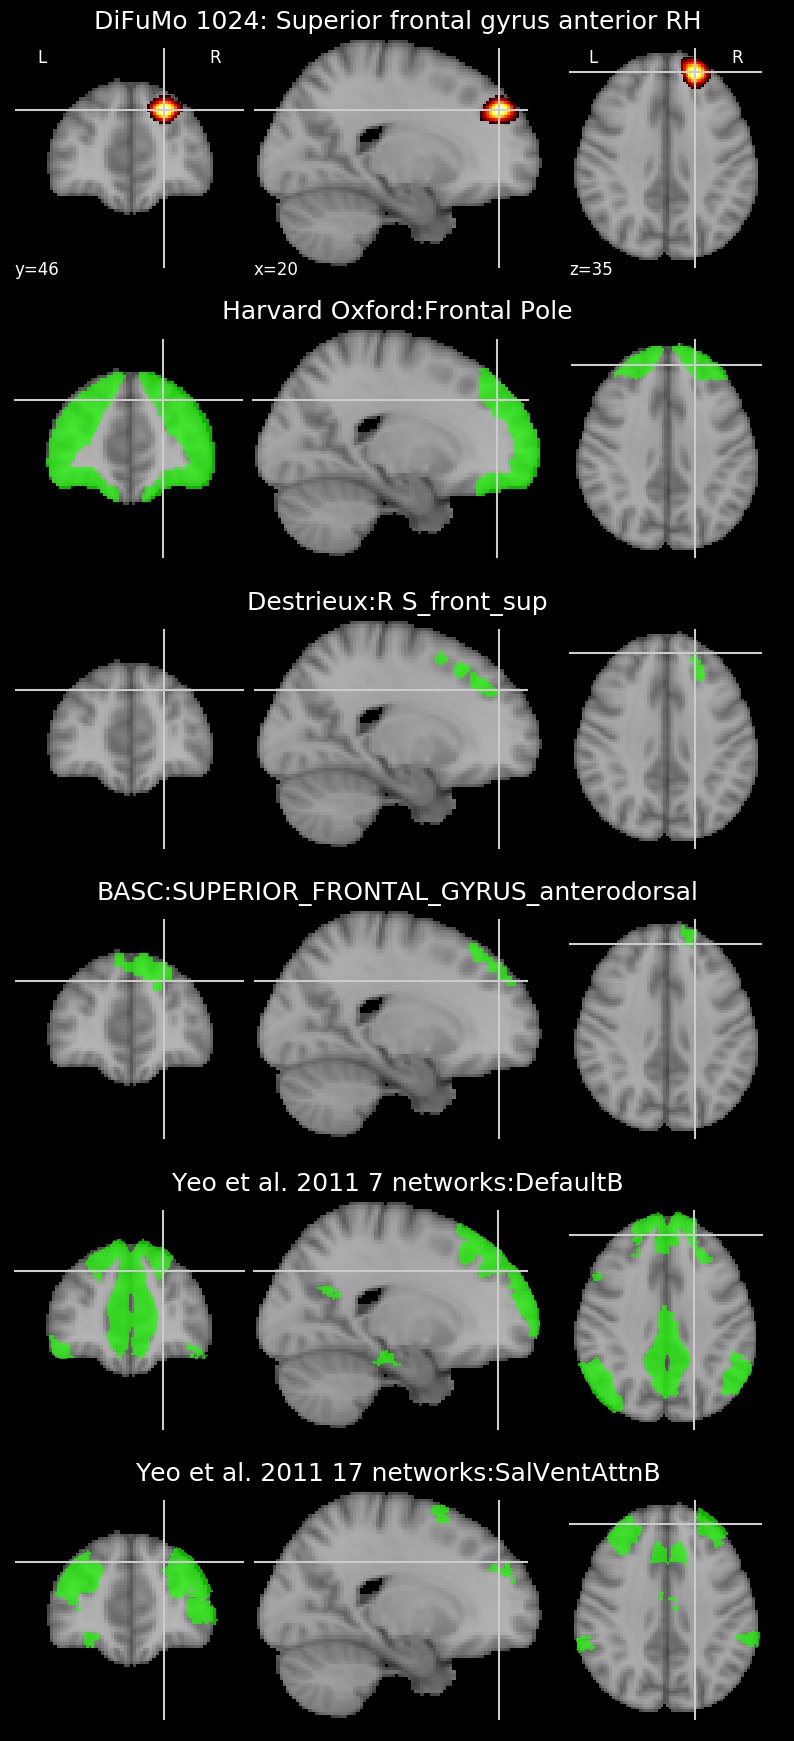 DiFuMo 1024: Superior frontal gyrus anterior RH
L R L R
y=46 x=20 z=35
Harvard Oxford:Frontal Pole
Destrieux:R S_front_sup
BASC:SUPERIOR_FRONTAL_GYRUS_anterodorsal
Yeo et al. 2011 7 networks:DefaultB
Yeo et al. 2011 17 networks:SalVentAttnB